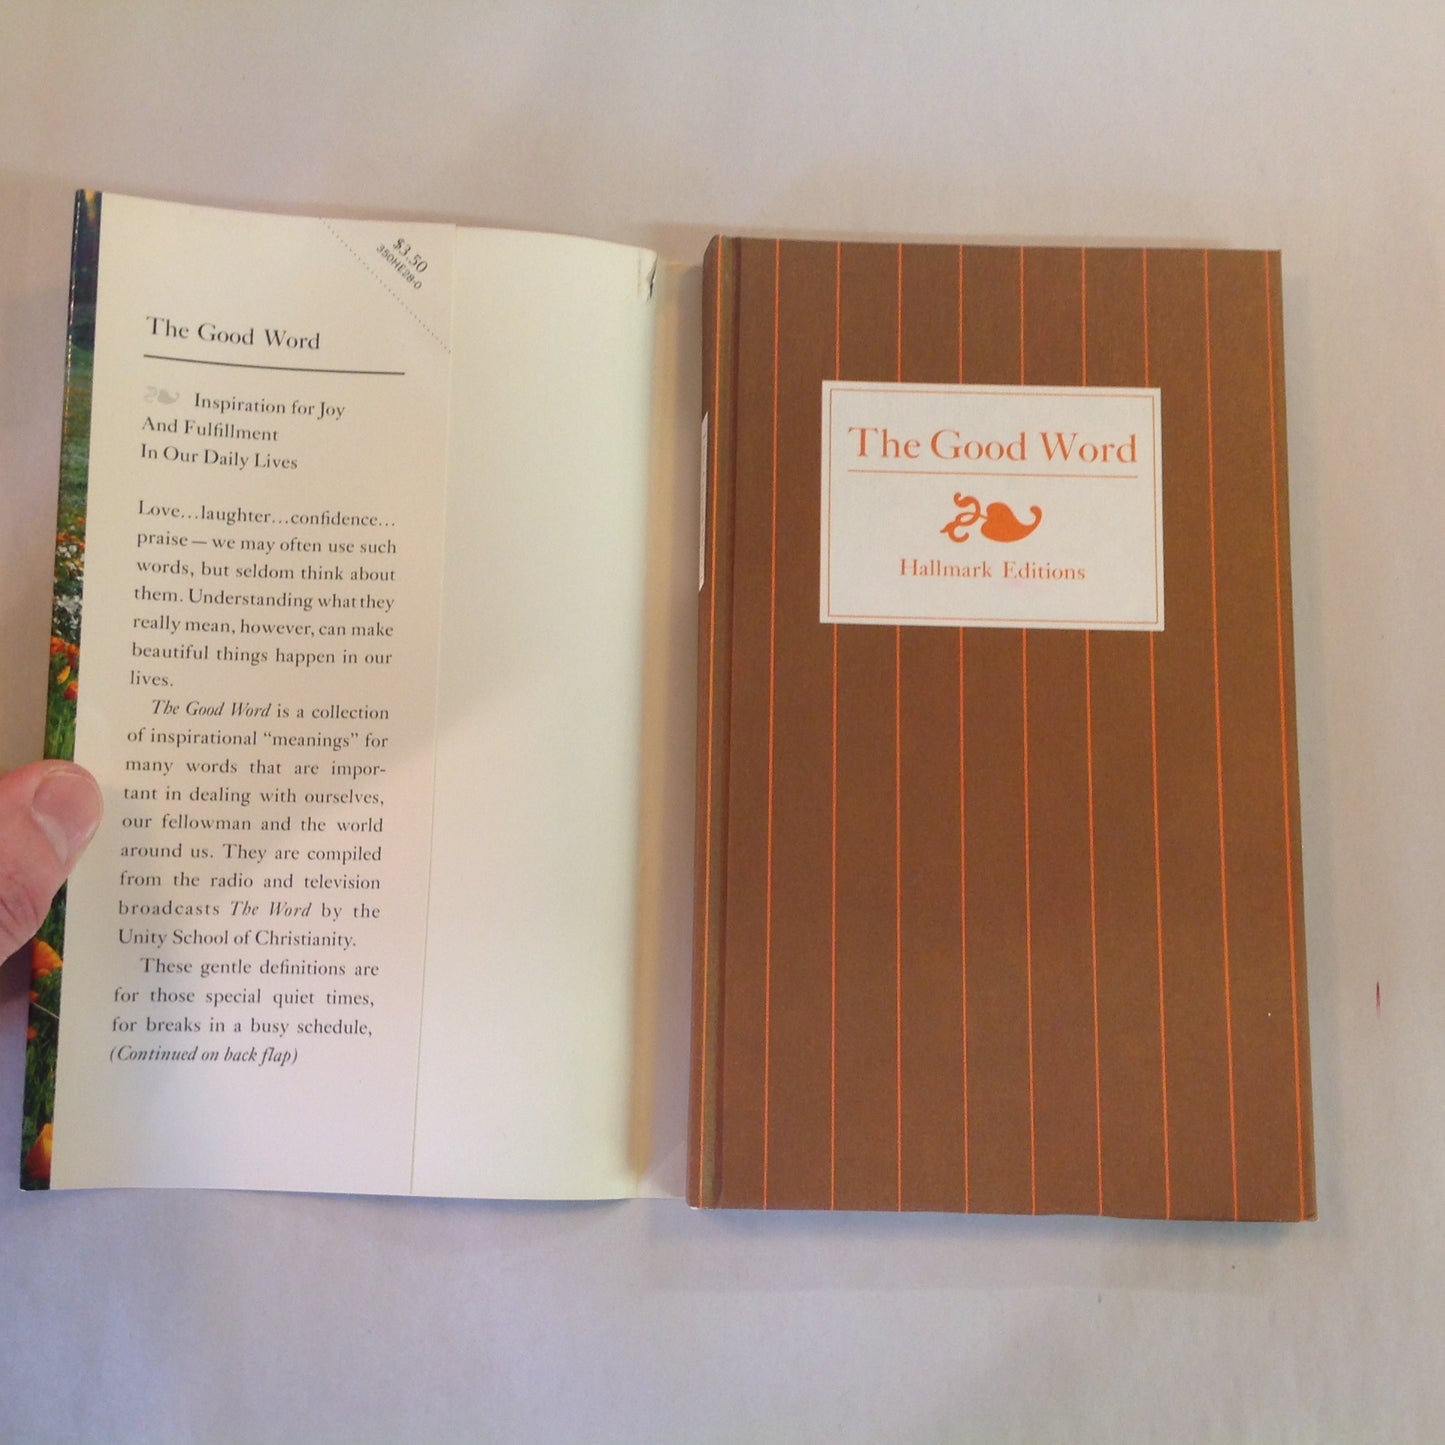 $3.50
350HE28-0
The Good Word
Inspiration for Joy
And Fulfillment
In Our Daily Lives
Love...laughter...confidence...
praise — we may often use such
words, but seldom think about
them. Understanding what they
really mean, however, can make
beautiful things happen in our
lives.
The Good Word is a collection
of inspirational “meanings” for
many words that are impor-
tant in dealing with ourselves,
our fellowman and the world
around us. They are compiled
from the radio and television
broadcasts The Word by the
Unity School of Christianity.
These gentle definitions are
for those special quiet times,
for breaks in a busy schedule,
(Continued on back flap)
The Good Word
Hallmark Editions